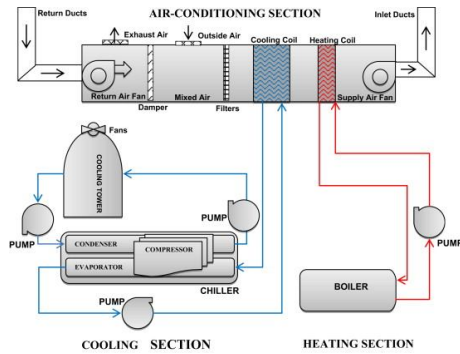 AIR-CONDITIONING SECTION
Return Ducts
Inlet Ducts
Exhaust Air
Outside Air
Cooling Coil
Heating Coil
Return Air Fan
Mixed Air
Supply Air Fan
Damper
Filters
Fans
COOLING TOWER
PUMP
PUMP
PUMP
CONDENSER
COMPRESSOR
EVAPORATOR
CHILLER
PUMP
BOILER
COOLING SECTION
HEATING SECTION